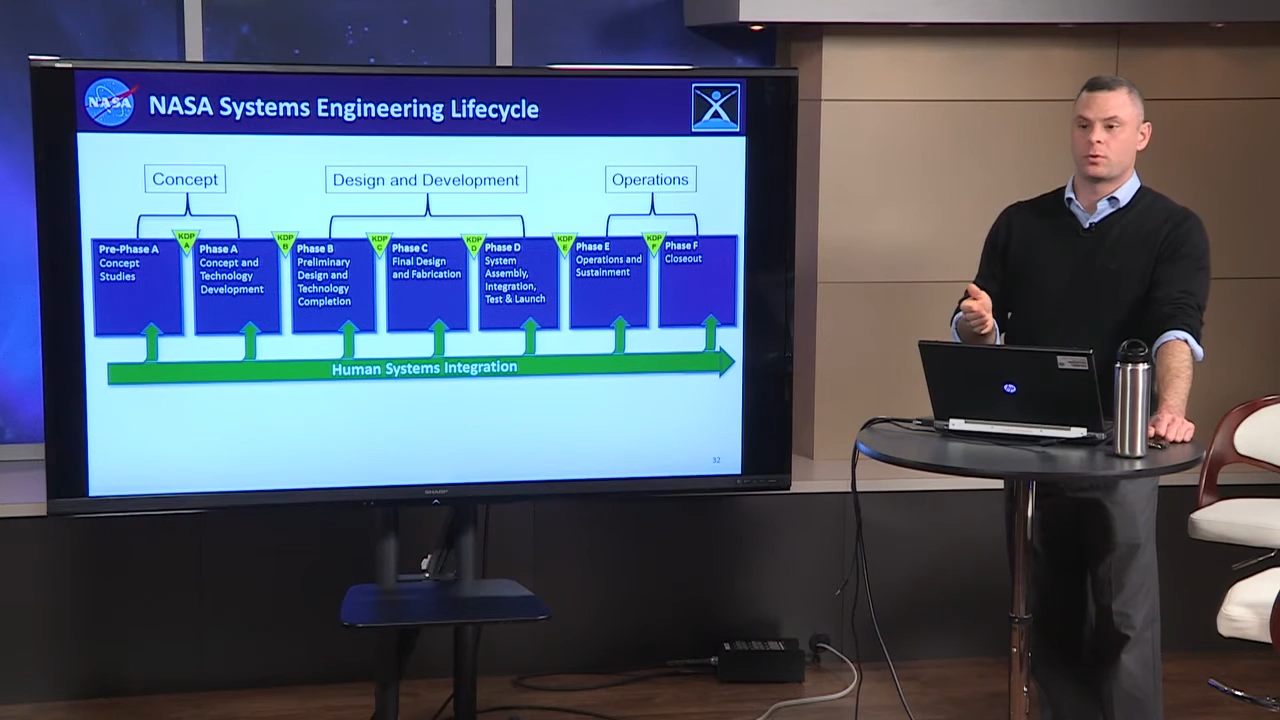 NASA
NASA Systems Engineering Lifecycle
Concept
Design and Development
Operations
KDP
A
KDP
B
KDP
C
KDP
D
KDP
E
KDP
F
Pre-Phase A
Concept
Studies
Phase A
Concept and
Technology
Development
Phase B
Preliminary
Design and
Technology
Completion
Phase C
Final Design
and Fabrication
Phase D
System
Assembly,
Integration,
Test & Launch
Phase E
Operations and
Sustainment
Phase F
Closeout
Human Systems Integration
32
SHARP
hp